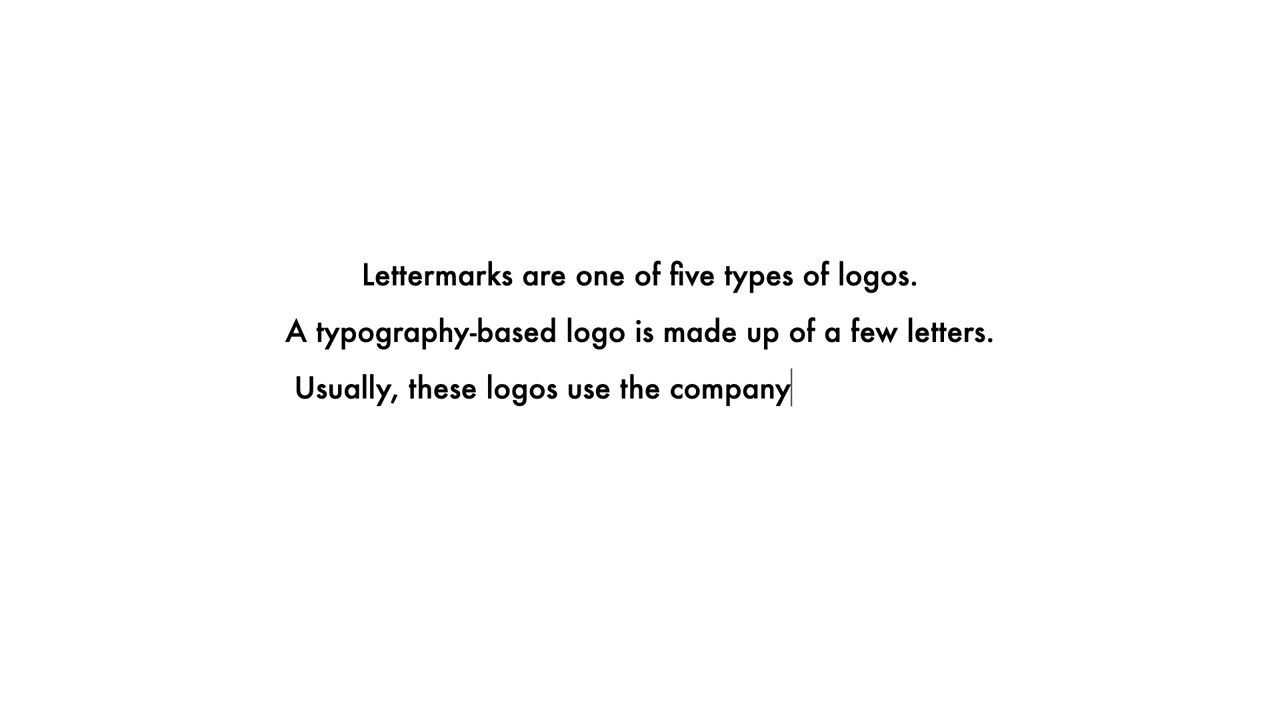 Lettermarks are one of five types of logos.
A typography-based logo is made up of a few letters.
Usually, these logos use the company